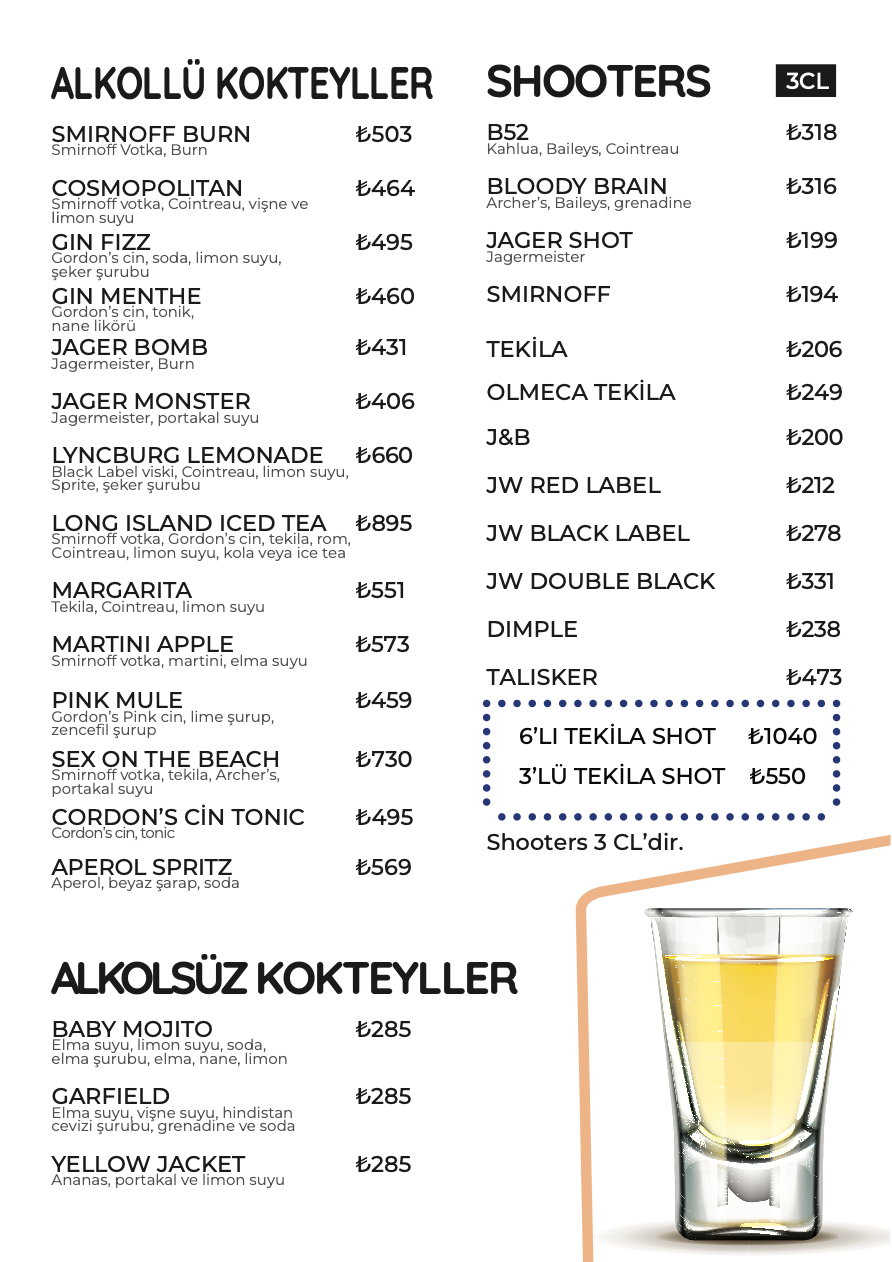 ALKOLLÜ KOKTEYLLER
SMIRNOFF BURN ₺503
Smirnoff Votka, Burn
COSMOPOLITAN ₺464
Smirnoff votka, Cointreau, vişne ve
limon suyu
GIN FIZZ ₺495
Gordon's cin, soda, limon suyu,
şeker şurubu
GIN MENTHE ₺460
Gordon's cin, tonik,
nane likörü
JAGER BOMB ₺431
Jagermeister, Burn
JAGER MONSTER ₺406
Jagermeister, portakal suyu
LYNCBURG LEMONADE ₺660
Black Label viski, Cointreau, limon suyu,
Sprite, şeker şurubu
LONG ISLAND ICED TEA ₺895
Smirnoff votka, Gordon's cin, tekila, rom,
Cointreau, limon suyu, kola veya ice tea
MARGARITA ₺551
Tekila, Cointreau, limon suyu
MARTINI APPLE ₺573
Smirnoff votka, martini, elma suyu
PINK MULE ₺459
Gordon's Pink cin, lime şurup,
zencefil şurup
SEX ON THE BEACH ₺730
Smirnoff votka, tekila, Archer's,
portakal suyu
CORDON'S CİN TONIC ₺495
Cordon's cin, tonic
APEROL SPRITZ ₺569
Aperol, beyaz şarap, soda
SHOOTERS 3CL
B52 ₺318
Kahlua, Baileys, Cointreau
BLOODY BRAIN ₺316
Archer's, Baileys, grenadine
JAGER SHOT ₺199
Jagermeister
SMIRNOFF ₺194
TEKİLA ₺206
OLMECA TEKİLA ₺249
J&B ₺200
JW RED LABEL ₺212
JW BLACK LABEL ₺278
JW DOUBLE BLACK ₺331
DIMPLE ₺238
TALISKER ₺473
6'LI TEKİLA SHOT ₺1040
3'LÜ TEKİLA SHOT ₺550
Shooters 3 CL'dir.
ALKOLSÜZ KOKTEYLLER
BABY MOJITO ₺285
Elma suyu, limon suyu, soda,
elma şurubu, elma, nane, limon
GARFIELD ₺285
Elma suyu, vişne suyu, hindistan
cevizi şurubu, grenadine ve soda
YELLOW JACKET ₺285
Ananas, portakal ve limon suyu